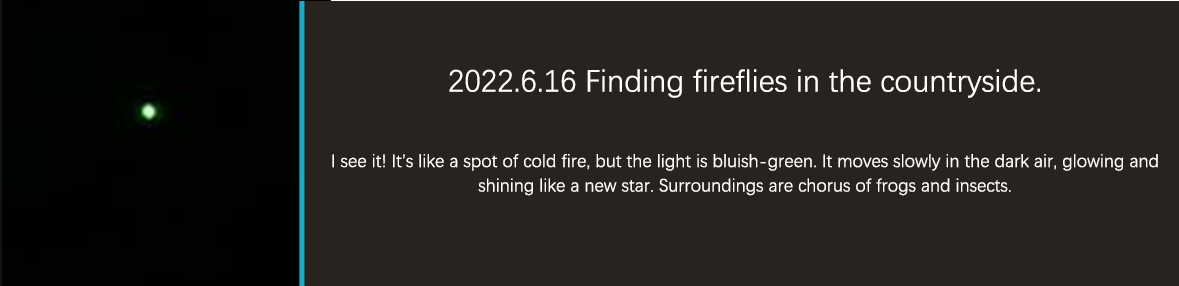 2022.6.16 Finding fireflies in the countryside.
I see it! It's like a spot of cold fire, but the light is bluish-green. It moves slowly in the dark air, glowing and
shining like a new star. Surroundings are chorus of frogs and insects.